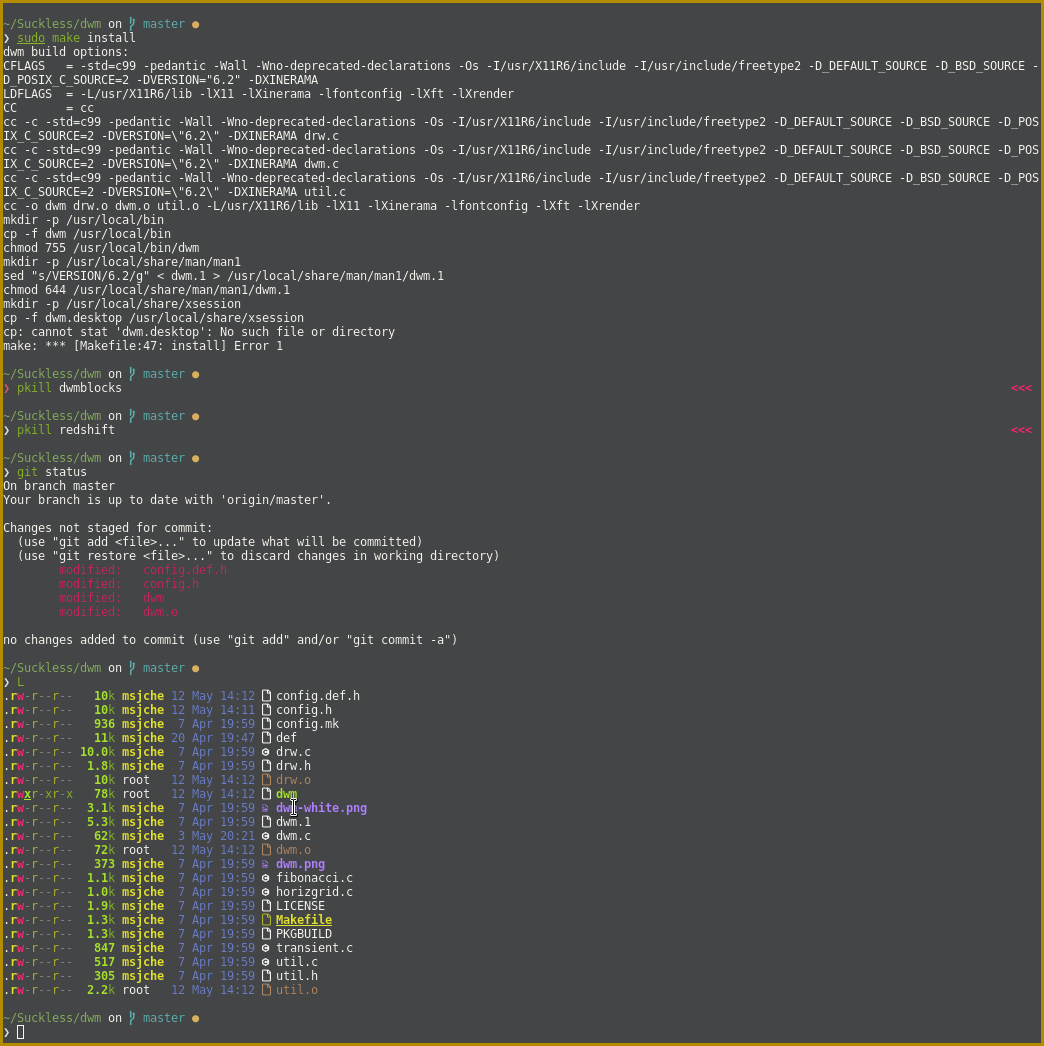 ~/Suckless/dwm on master ●
❯ sudo make install
dwm build options:
CFLAGS   = -std=c99 -pedantic -Wall -Wno-deprecated-declarations -Os -I/usr/X11R6/include -I/usr/include/freetype2 -D_DEFAULT_SOURCE -D_BSD_SOURCE -
D_POSIX_C_SOURCE=2 -DVERSION="6.2" -DXINERAMA
LDFLAGS  = -L/usr/X11R6/lib -lX11 -lXinerama -lfontconfig -lXft -lXrender
CC       = cc
cc -c -std=c99 -pedantic -Wall -Wno-deprecated-declarations -Os -I/usr/X11R6/include -I/usr/include/freetype2 -D_DEFAULT_SOURCE -D_BSD_SOURCE -D_POS
IX_C_SOURCE=2 -DVERSION=\"6.2\" -DXINERAMA drw.c
cc -c -std=c99 -pedantic -Wall -Wno-deprecated-declarations -Os -I/usr/X11R6/include -I/usr/include/freetype2 -D_DEFAULT_SOURCE -D_BSD_SOURCE -D_POS
IX_C_SOURCE=2 -DVERSION=\"6.2\" -DXINERAMA dwm.c
cc -c -std=c99 -pedantic -Wall -Wno-deprecated-declarations -Os -I/usr/X11R6/include -I/usr/include/freetype2 -D_DEFAULT_SOURCE -D_BSD_SOURCE -D_POS
IX_C_SOURCE=2 -DVERSION=\"6.2\" -DXINERAMA util.c
cc -o dwm drw.o dwm.o util.o -L/usr/X11R6/lib -lX11 -lXinerama -lfontconfig -lXft -lXrender
mkdir -p /usr/local/bin
cp -f dwm /usr/local/bin
chmod 755 /usr/local/bin/dwm
mkdir -p /usr/local/share/man/man1
sed "s/VERSION/6.2/g" < dwm.1 > /usr/local/share/man/man1/dwm.1
chmod 644 /usr/local/share/man/man1/dwm.1
mkdir -p /usr/local/share/xsession
cp -f dwm.desktop /usr/local/share/xsession
cp: cannot stat 'dwm.desktop': No such file or directory
make: *** [Makefile:47: install] Error 1
~/Suckless/dwm on master ●
❯ pkill dwmblocks <<<
~/Suckless/dwm on master ●
❯ pkill redshift <<<
~/Suckless/dwm on master ●
❯ git status
On branch master
Your branch is up to date with 'origin/master'.
Changes not staged for commit:
  (use "git add <file>..." to update what will be committed)
  (use "git restore <file>..." to discard changes in working directory)
        modified:   config.def.h
        modified:   config.h
        modified:   dwm
        modified:   dwm.o
no changes added to commit (use "git add" and/or "git commit -a")
~/Suckless/dwm on master ●
❯ L
.rw-r--r--   10k msjche 12 May 14:12 config.def.h
.rw-r--r--   10k msjche 12 May 14:11 config.h
.rw-r--r--   936 msjche  7 Apr 19:59 config.mk
.rw-r--r--   11k msjche 20 Apr 19:47 def
.rw-r--r-- 10.0k msjche  7 Apr 19:59 drw.c
.rw-r--r--  1.8k msjche  7 Apr 19:59 drw.h
.rw-r--r--   10k root   12 May 14:12 drw.o
.rwxr-xr-x   78k root   12 May 14:12 dwm
.rw-r--r--  3.1k msjche  7 Apr 19:59 dwm-white.png
.rw-r--r--  5.3k msjche  7 Apr 19:59 dwm.1
.rw-r--r--   62k msjche  3 May 20:21 dwm.c
.rw-r--r--   72k root   12 May 14:12 dwm.o
.rw-r--r--   373 msjche  7 Apr 19:59 dwm.png
.rw-r--r--  1.1k msjche  7 Apr 19:59 fibonacci.c
.rw-r--r--  1.0k msjche  7 Apr 19:59 horizgrid.c
.rw-r--r--  1.9k msjche  7 Apr 19:59 LICENSE
.rw-r--r--  1.3k msjche  7 Apr 19:59 Makefile
.rw-r--r--  1.3k msjche  7 Apr 19:59 PKGBUILD
.rw-r--r--   847 msjche  7 Apr 19:59 transient.c
.rw-r--r--   517 msjche  7 Apr 19:59 util.c
.rw-r--r--   305 msjche  7 Apr 19:59 util.h
.rw-r--r--  2.2k root   12 May 14:12 util.o
~/Suckless/dwm on master ●
❯